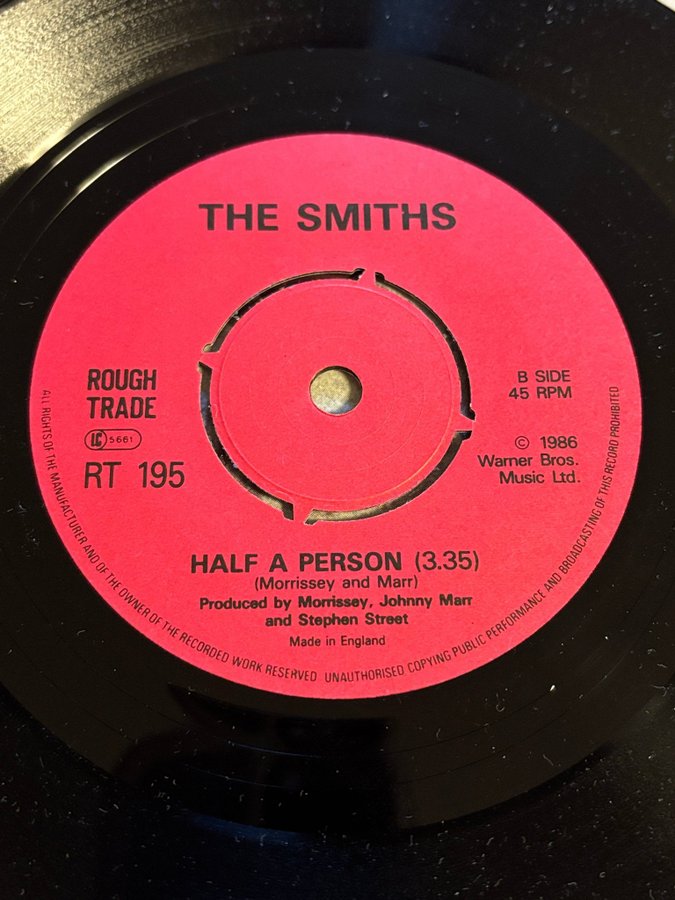 THE SMITHS
ROUGH
TRADE
LC 5661
RT 195
B SIDE
45 RPM
© 1986
Warner Bros.
Music Ltd.
HALF A PERSON (3.35)
(Morrissey and Marr)
Produced by Morrissey, Johnny Marr
and Stephen Street
Made in England
ALL RIGHTS OF THE MANUFACTURER AND OF THE OWNER OF THE RECORDED WORK RESERVED UNAUTHORISED COPYING PUBLIC PERFORMANCE AND BROADCASTING OF THIS RECORD PROHIBITED